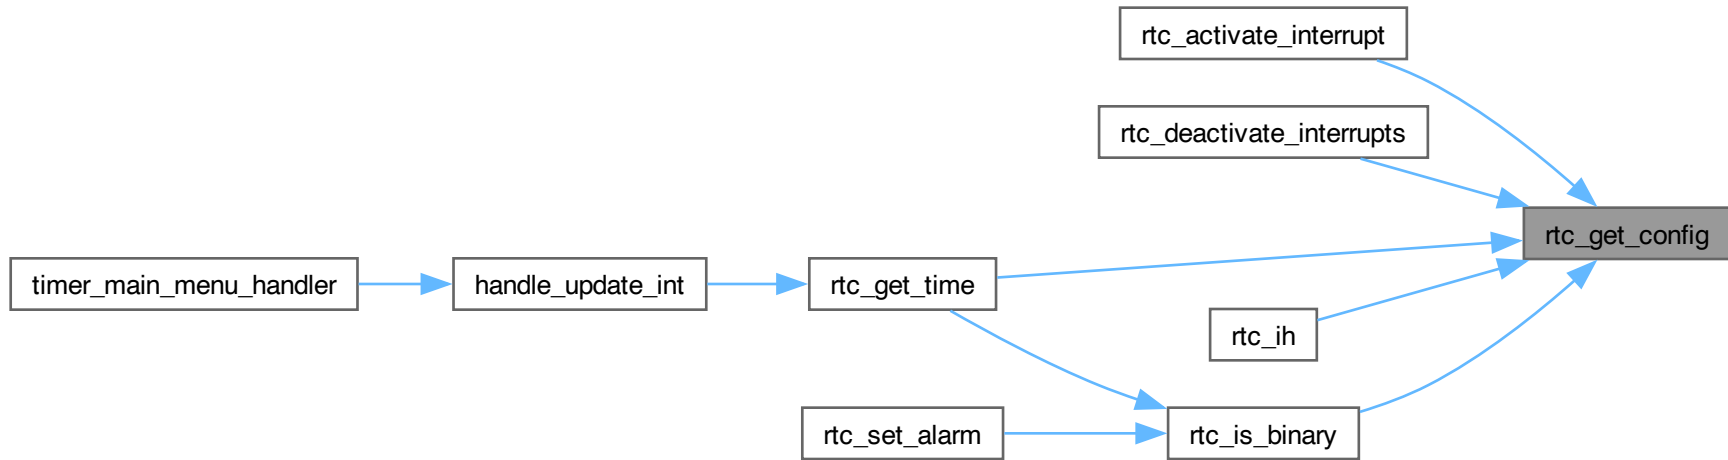 rtc_activate_interrupt
rtc_deactivate_interrupts
rtc_get_config
timer_main_menu_handler
handle_update_int
rtc_get_time
rtc_ih
rtc_set_alarm
rtc_is_binary